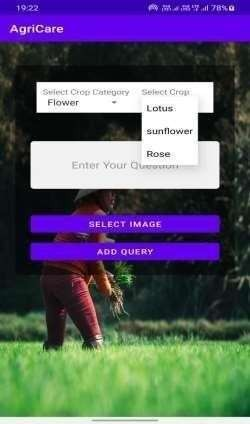 19:22
78%
AgriCare
Select Crop Category Select Crop
Flower
Lotus
sunflower
Rose
Enter Your Question
SELECT IMAGE
ADD QUERY